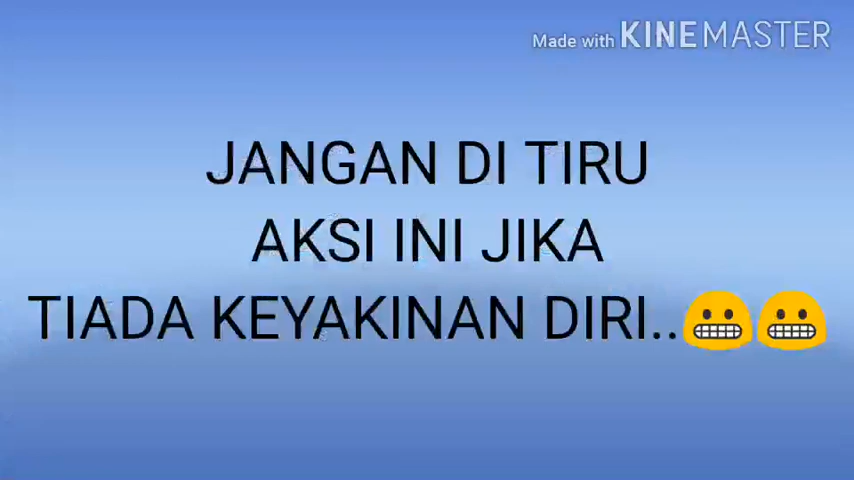 Made with KINEMASTER
JANGAN DI TIRU
AKSI INI JIKA
TIADA KEYAKINAN DIRI..😬😬